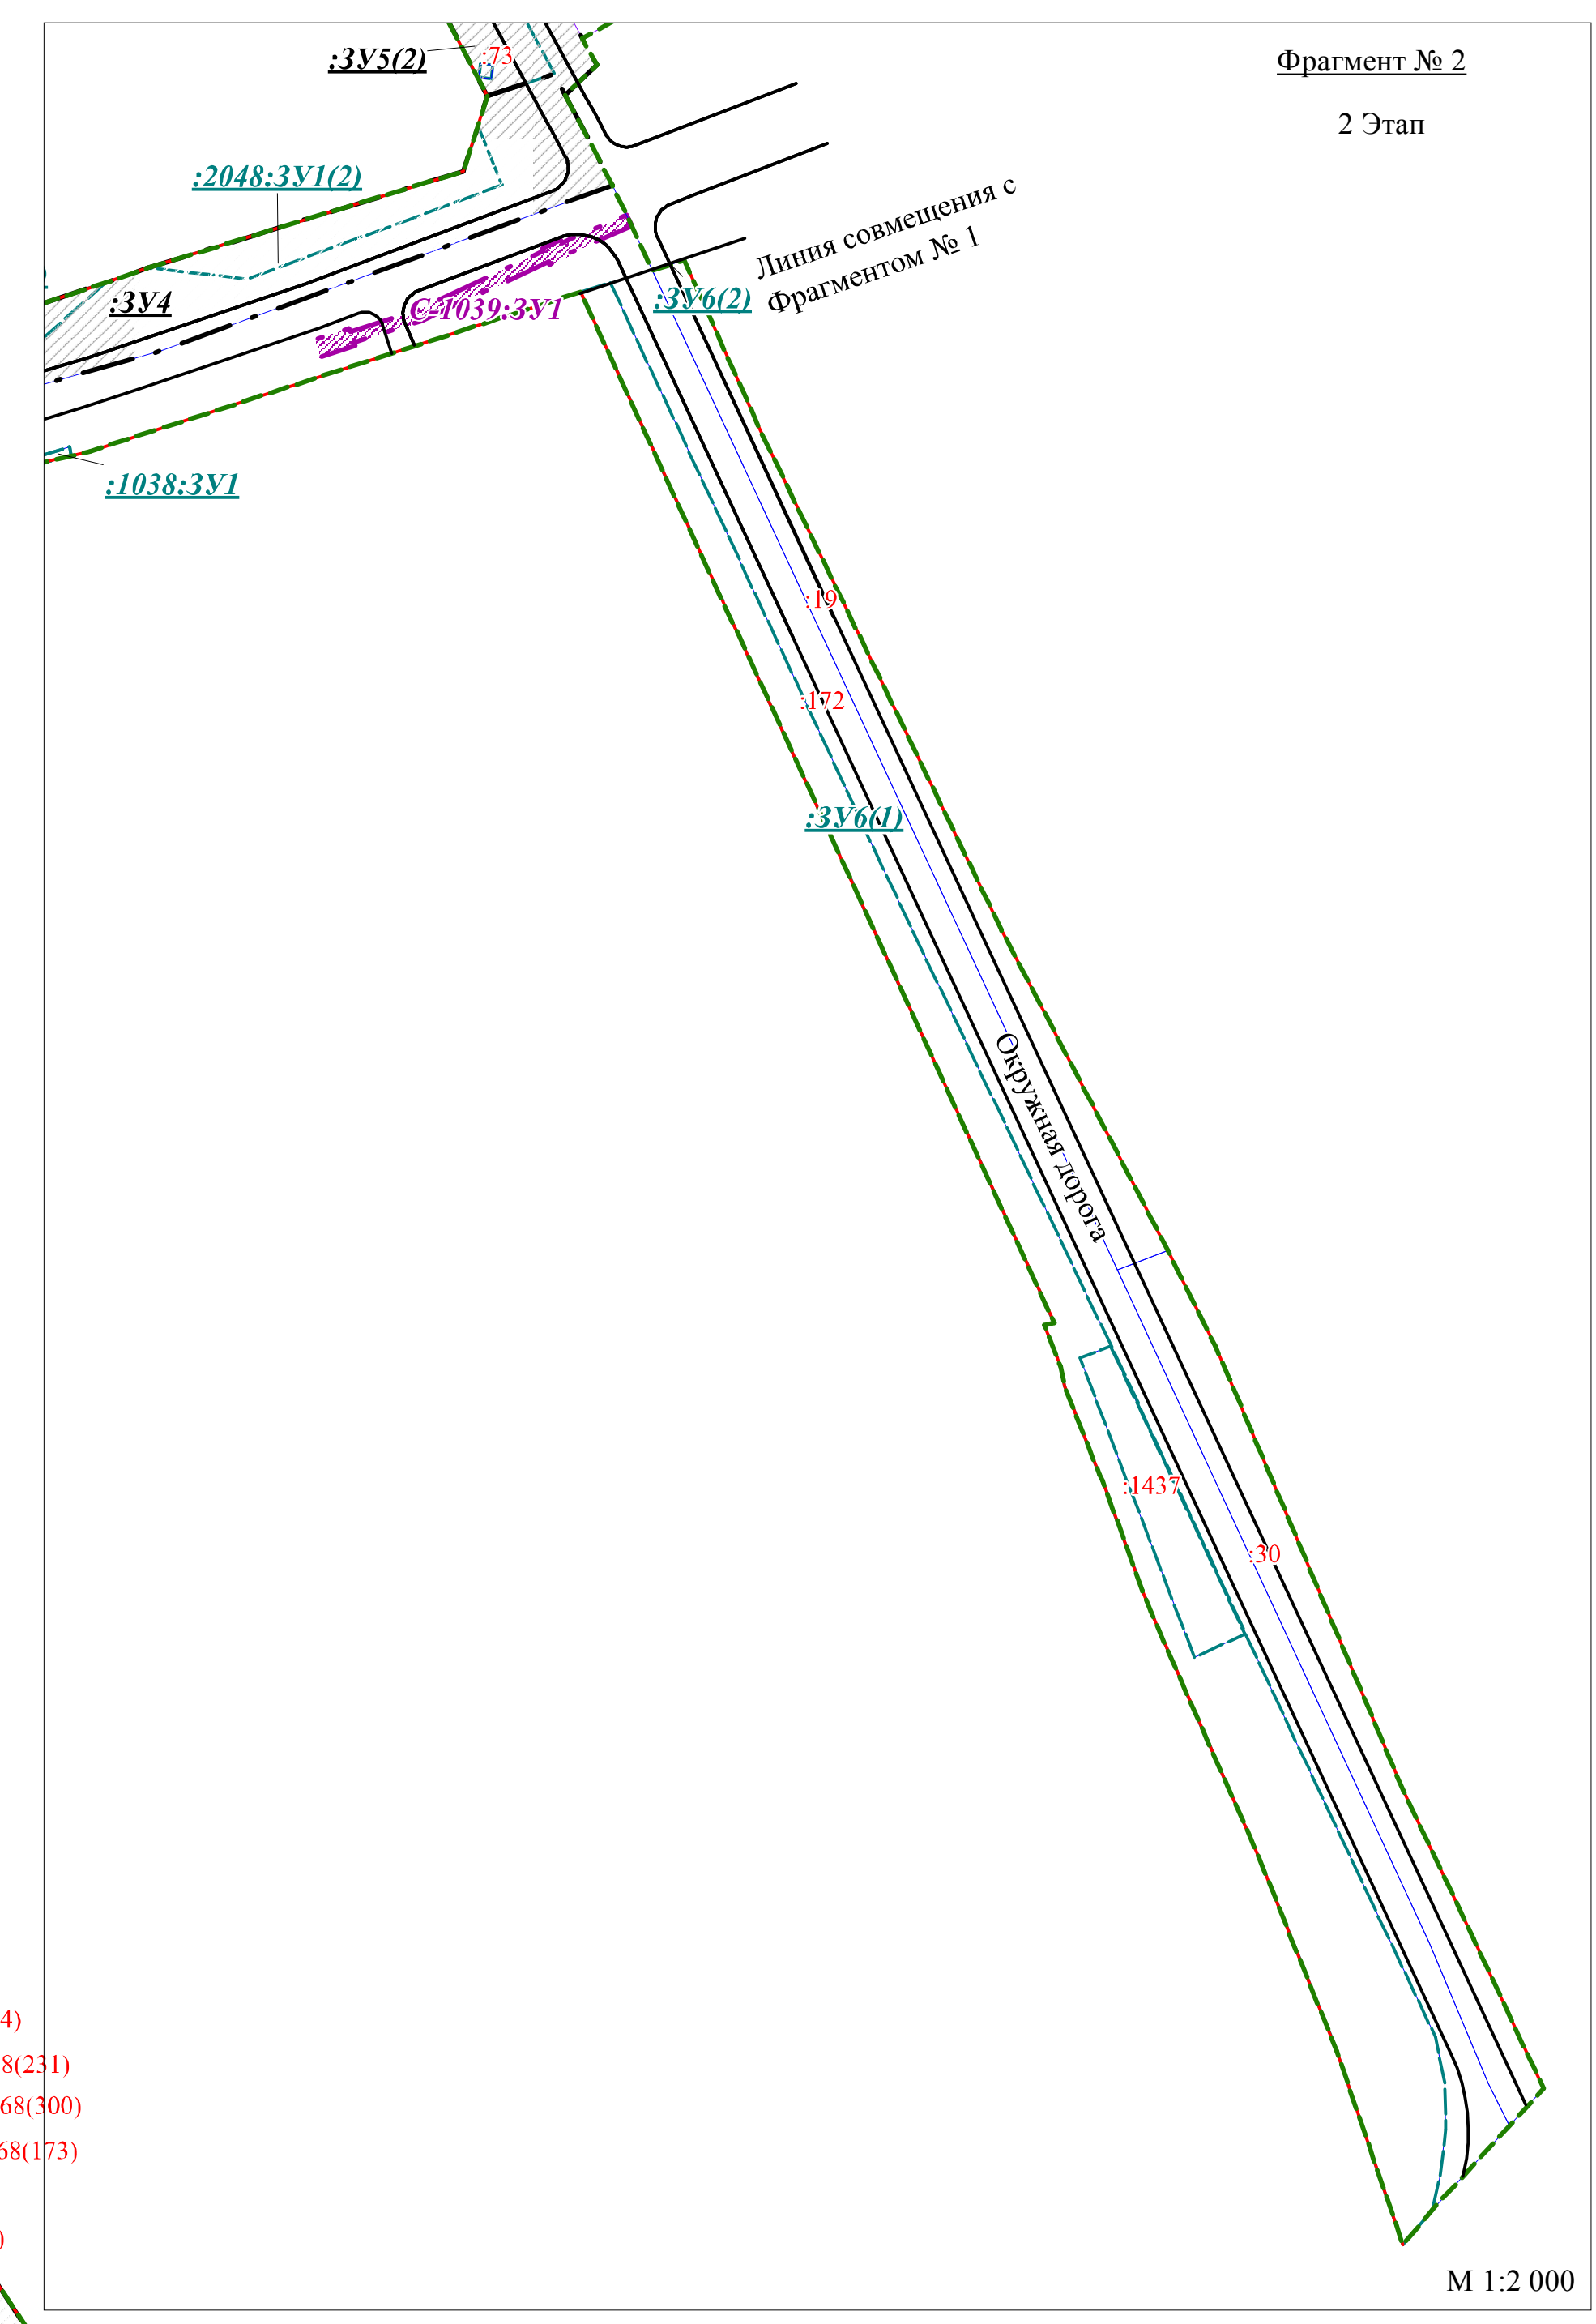 Фрагмент № 2
2 Этап
:ЗУ5(2)
:73
:2048:ЗУ1(2)
Линия совмещения с
Фрагментом № 1
:ЗУ4
С-1039:ЗУ1
:ЗУ6(2)
:1038:ЗУ1
:19
:172
:ЗУ6(1)
Окружная дорога
:1437
:30
4)
8(231)
68(300)
68(173)
)
М 1:2 000